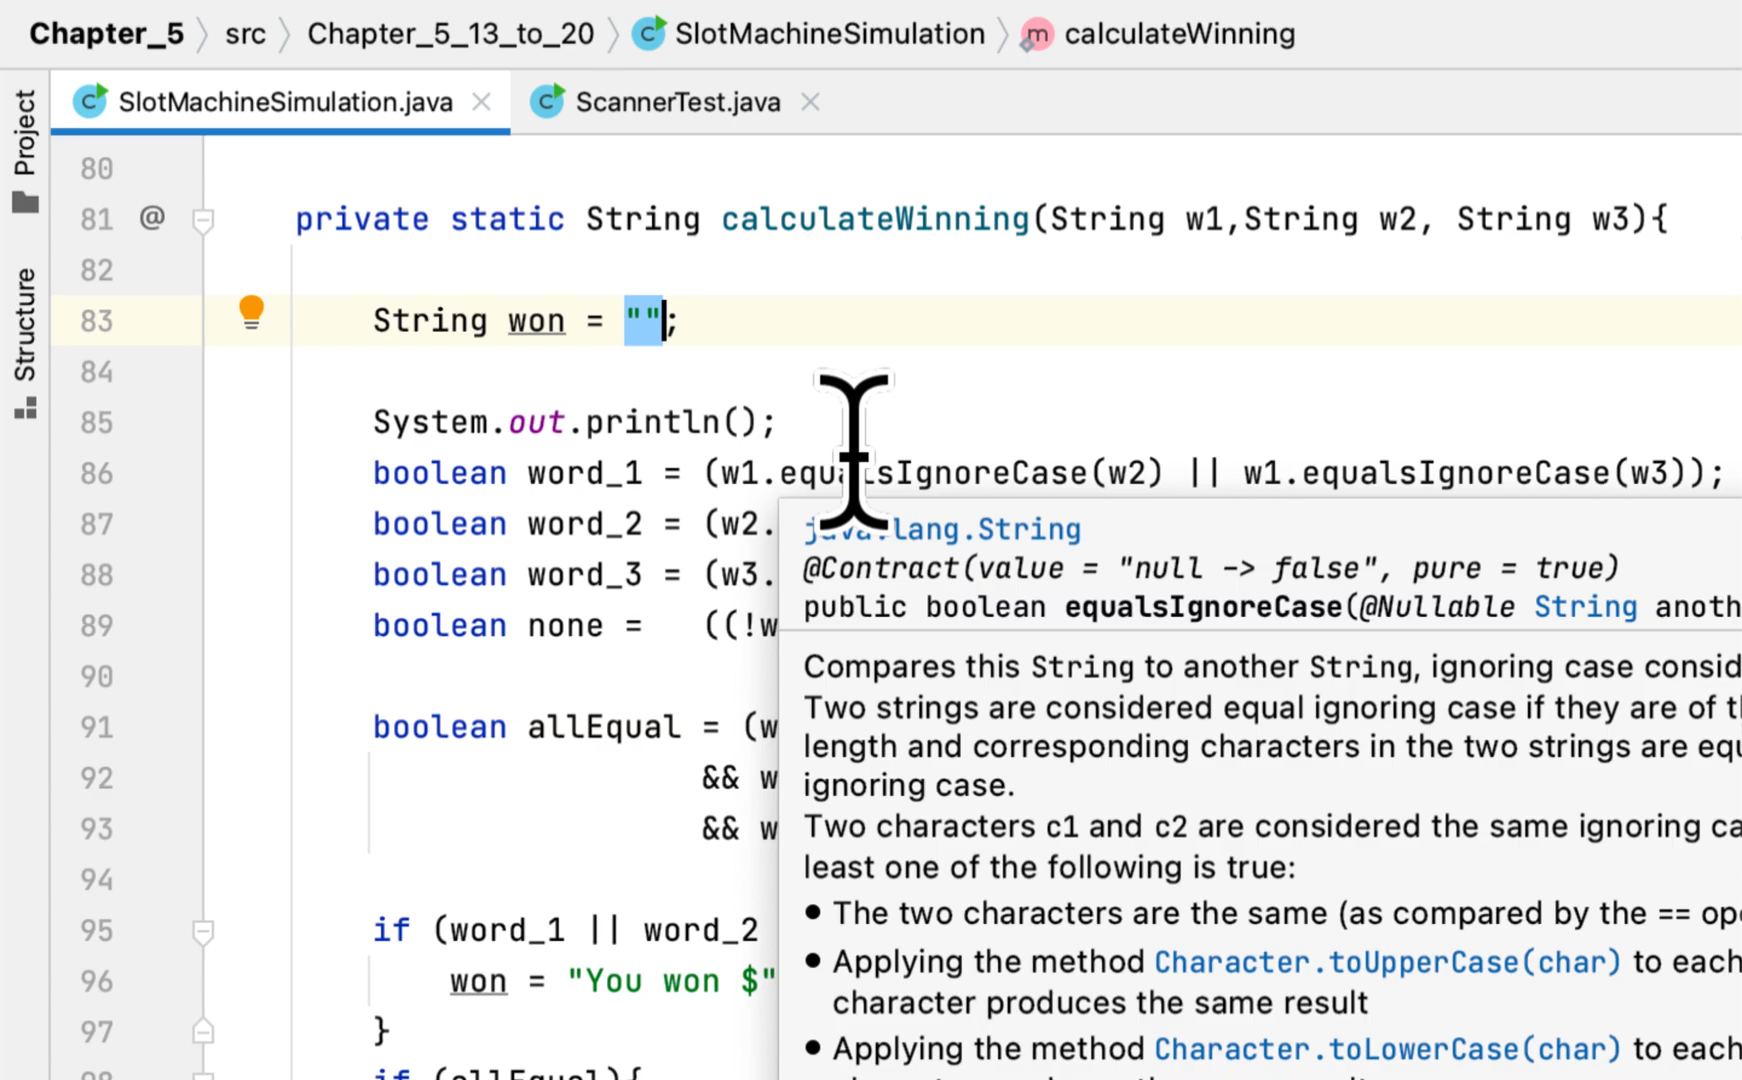 Chapter_5 src Chapter_5_13_to_20 C SlotMachineSimulation m calculateWinning
Project
Structure
C SlotMachineSimulation.java × C ScannerTest.java ×
80
81 @ private static String calculateWinning(String w1,String w2, String w3){
82
83 String won = "";
84
85 System.out.println();
86 boolean word_1 = (w1.equalsIgnoreCase(w2) || w1.equalsIgnoreCase(w3));
87 boolean word_2 = (w2.
88 boolean word_3 = (w3.
89 boolean none = ((!w
90
91 boolean allEqual = (w
92 && w
93 && w
94
95 if (word_1 || word_2
96 won = "You won $"
97 }
if (allEqual){
java.lang.String
@Contract(value = "null -> false", pure = true)
public boolean equalsIgnoreCase(@Nullable String anoth
Compares this String to another String, ignoring case consid
Two strings are considered equal ignoring case if they are of t
length and corresponding characters in the two strings are equ
ignoring case.
Two characters c1 and c2 are considered the same ignoring ca
least one of the following is true:
• The two characters are the same (as compared by the == op
• Applying the method Character.toUpperCase(char) to each
character produces the same result
• Applying the method Character.toLowerCase(char) to each